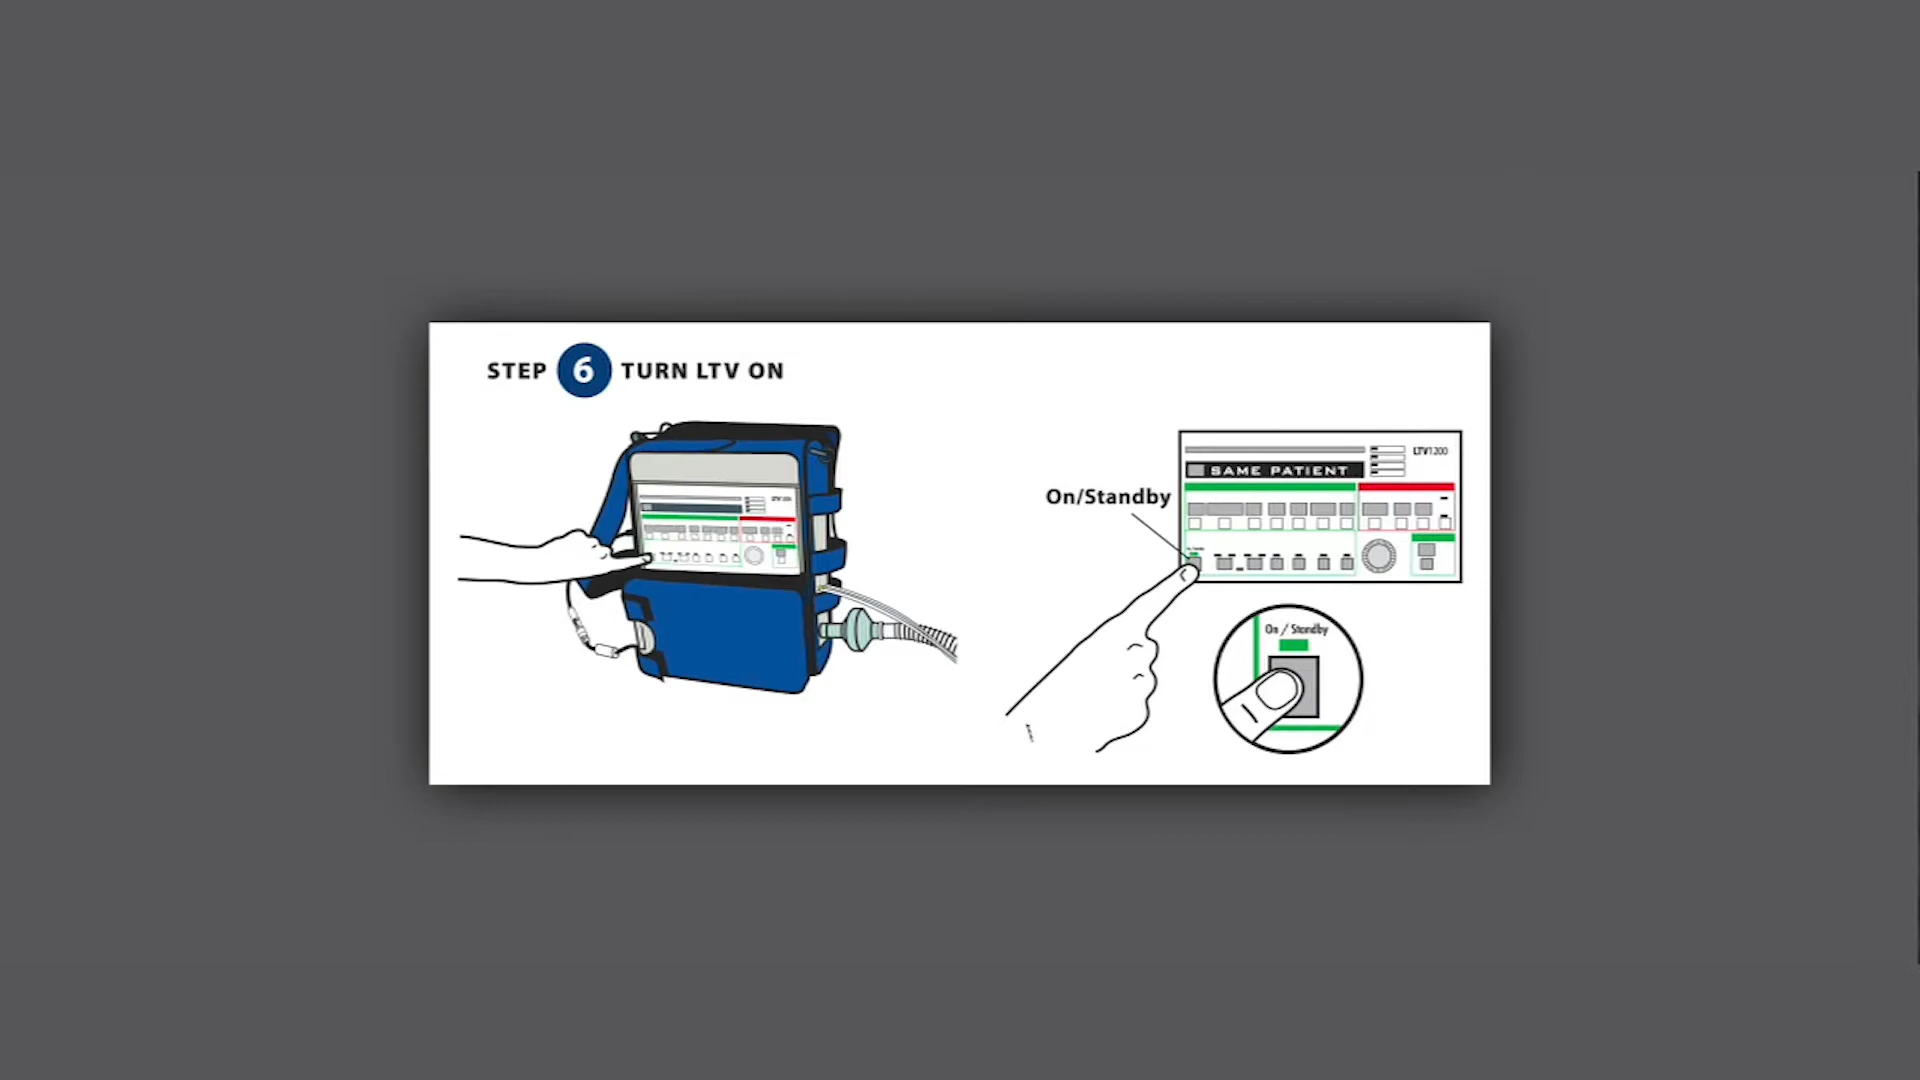 STEP 6 TURN LTV ON
LTV1200
SAME PATIENT
On/Standby
On / Standby